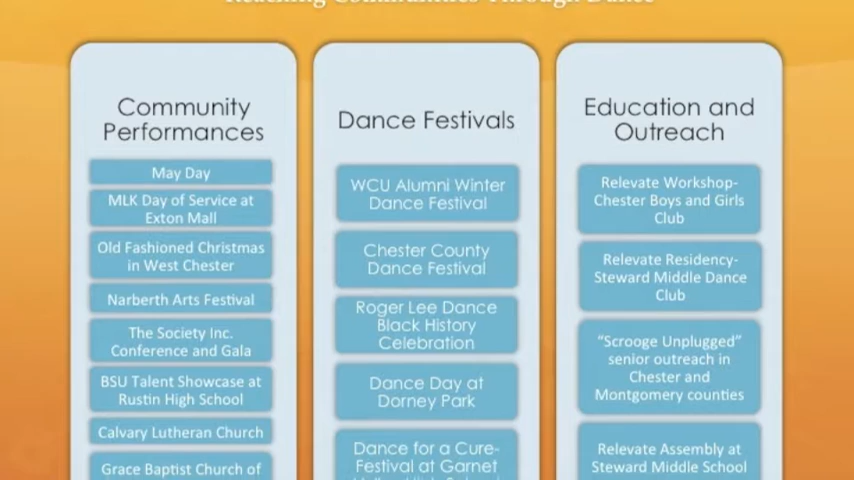 Reaching Communities Through Dance
Community
Performances
May Day
MLK Day of Service at
Exton Mall
Old Fashioned Christmas
in West Chester
Narberth Arts Festival
The Society Inc.
Conference and Gala
BSU Talent Showcase at
Rustin High School
Calvary Lutheran Church
Grace Baptist Church of
Dance Festivals
WCU Alumni Winter
Dance Festival
Chester County
Dance Festival
Roger Lee Dance
Black History
Celebration
Dance Day at
Dorney Park
Dance for a Cure-
Festival at Garnet
Education and
Outreach
Relevate Workshop-
Chester Boys and Girls
Club
Relevate Residency-
Steward Middle Dance
Club
“Scrooge Unplugged”
senior outreach in
Chester and
Montgomery counties
Relevate Assembly at
Steward Middle School